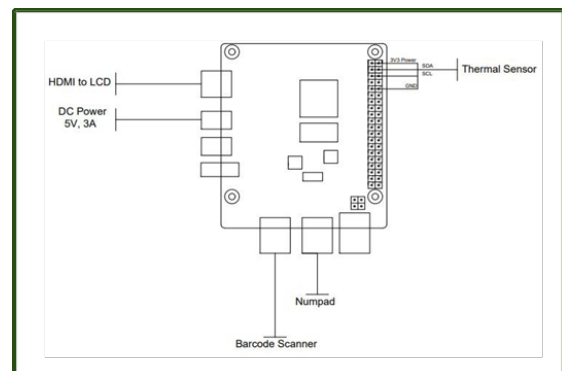 3V3 Power
SDA
SCL
GND
Thermal Sensor
HDMI to LCD
DC Power
5V, 3A
Numpad
Barcode Scanner